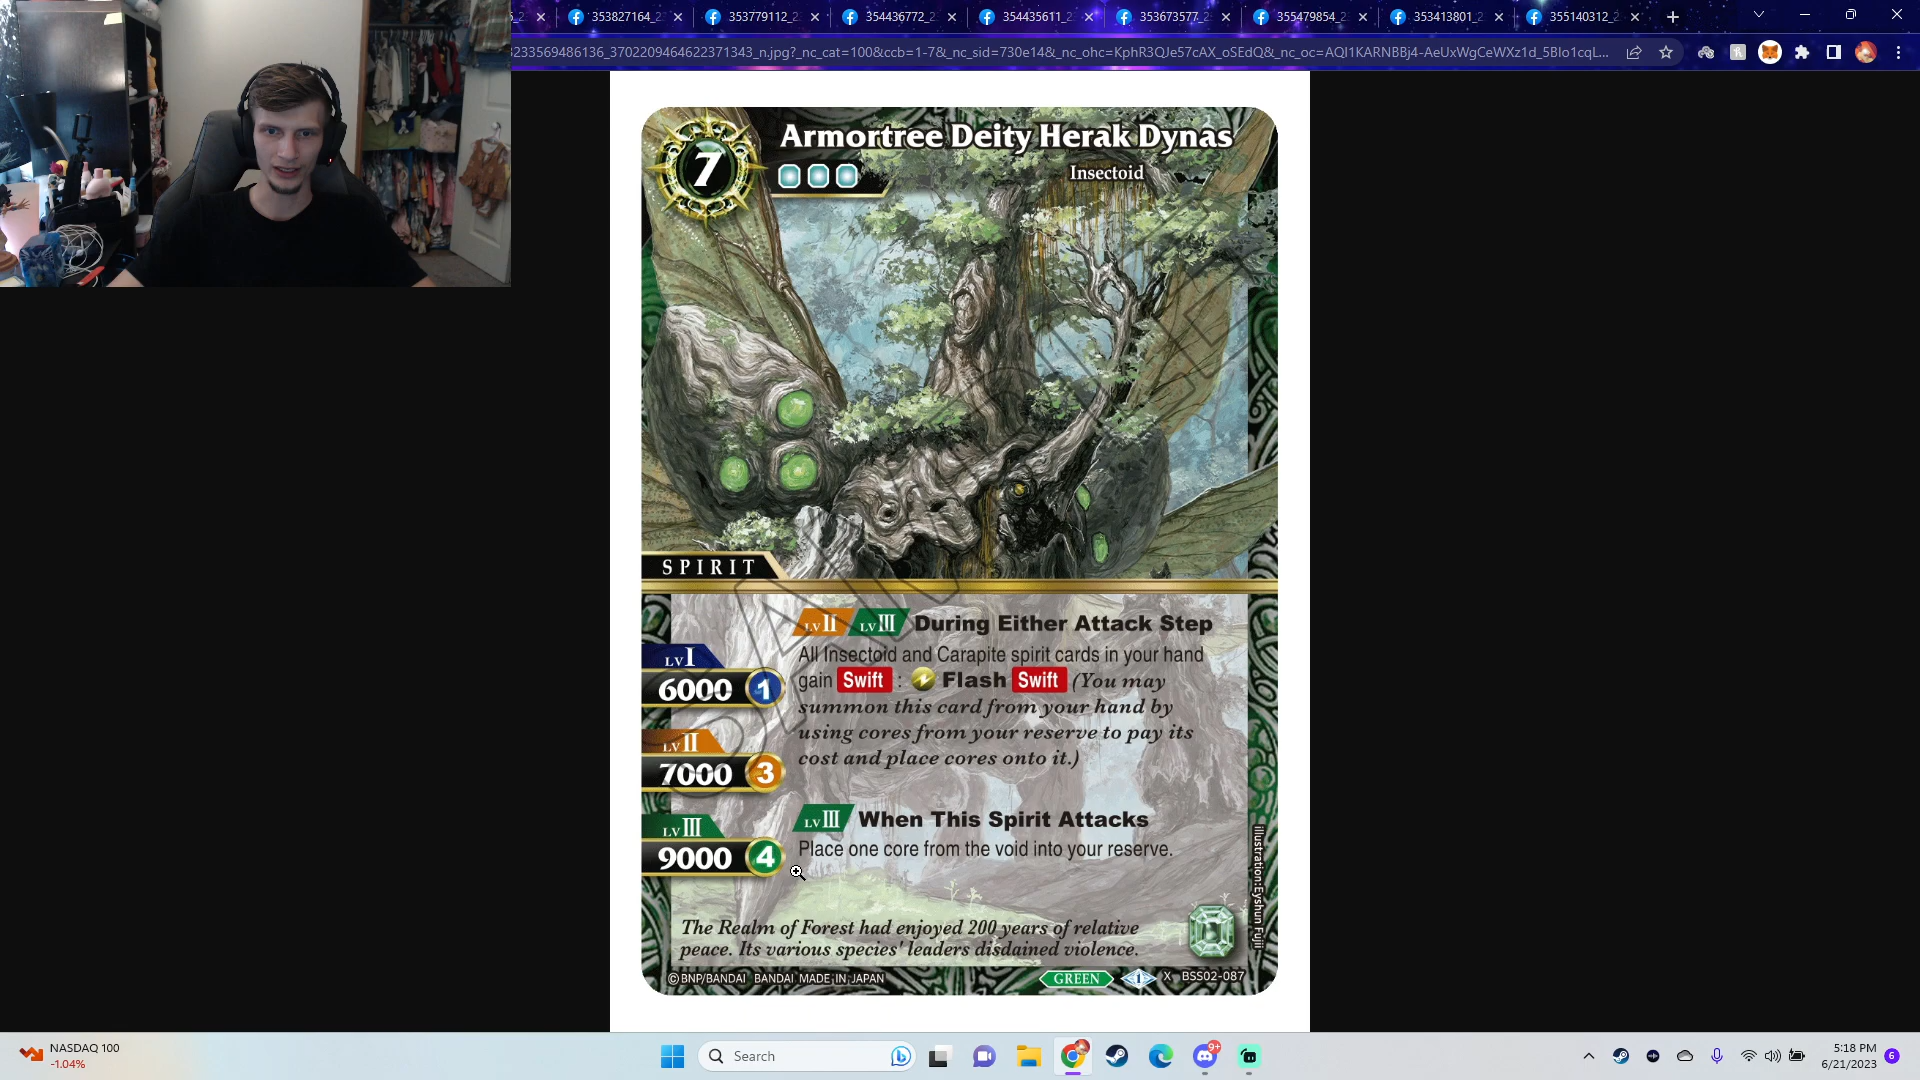 353827164_2
353779112_2
354436772_2
354435611_2
353673577_2
355479854_2
353413801_2
355140312_2
3233569486136_3702209464622371343_n.jpg?_nc_cat=100&ccb=1-7&_nc_sid=730e14&_nc_ohc=KphR3QJe57cAX_oSEdQ&_nc_oc=AQI1KARNBBj4-AeUxWgCeWXz1d_5Blo1cqL...
7
Armortree Deity Herak Dynas
Insectoid
SPIRIT
LV II LV III During Either Attack Step
All Insectoid and Carapite spirit cards in your hand
gain Swift : Flash Swift (You may
summon this card from your hand by
using cores from your reserve to pay its
cost and place cores onto it.)
LV I
6000 1
LV II
7000 3
LV III
9000 4
LV III When This Spirit Attacks
Place one core from the void into your reserve.
The Realm of Forest had enjoyed 200 years of relative
peace. Its various species' leaders disdained violence.
Illustration:Eyshun Fujii
©BNP/BANDAI BANDAI MADE IN JAPAN
GREEN 1 X BSS02-087
NASDAQ 100
-1.04%
Search
9+
5:18 PM
6/21/2023
6